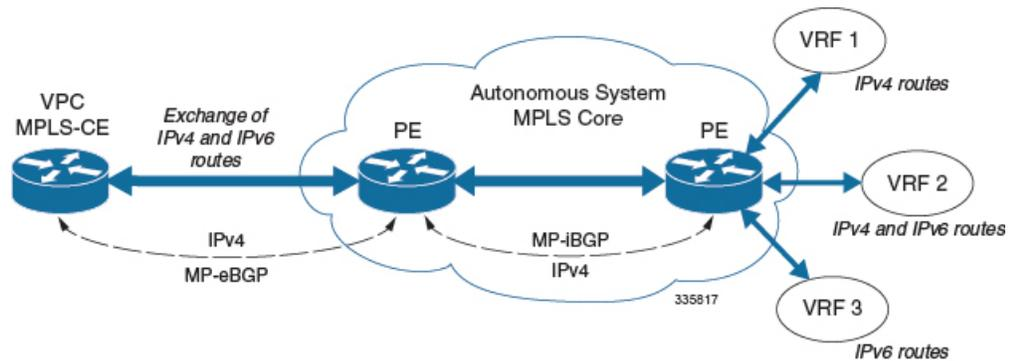 VPC
MPLS-CE
Exchange of
IPv4 and IPv6
routes
PE
Autonomous System
MPLS Core
PE
VRF 1
IPv4 routes
VRF 2
IPv4 and IPv6 routes
VRF 3
IPv6 routes
IPv4
MP-eBGP
MP-iBGP
IPv4
335817